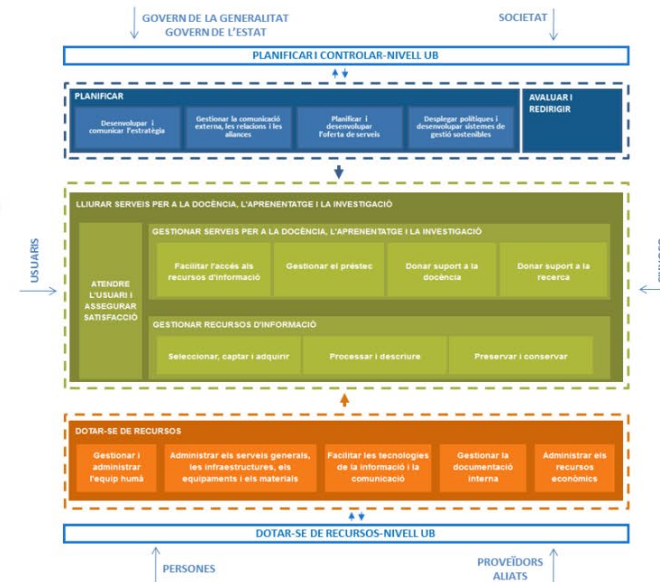 GOVERN DE LA GENERALITAT
GOVERN DE L'ESTAT
SOCIETAT
PLANIFICAR I CONTROLAR-NIVELL UB
PLANIFICAR
Desenvolupar i
comunicar l'estratègia
Gestionar la comunicació
externa, les relacions i les
aliances
Planificar i
desenvolupar
l'oferta de serveis
Desplegar polítiques i
desenvolupar sistemes de
gestió sostenibles
AVALUAR I
REDIRIGIR
USUARIS
LLIURAR SERVEIS PER A LA DOCÈNCIA, L'APRENENTATGE I LA INVESTIGACIÓ
ATENDRE
L'USUARI I
ASSEGURAR
SATISFACCIÓ
GESTIONAR SERVEIS PER A LA DOCÈNCIA, L'APRENENTATGE I LA INVESTIGACIÓ
Facilitar l'accés als
recursos d'informació
Gestionar el préstec
Donar suport a la
docència
Donar suport a la
recerca
GESTIONAR RECURSOS D'INFORMACIÓ
Seleccionar, captar i adquirir
Processar i descriure
Preservar i conservar
DOTAR-SE DE RECURSOS
Gestionar i
administrar
l'equip humà
Administrar els serveis generals,
les infraestructures, els
equipaments i els materials
Facilitar les tecnologies
de la informació i la
comunicació
Gestionar la
documentació
interna
Administrar els
recursos
econòmics
DOTAR-SE DE RECURSOS-NIVELL UB
PERSONES
PROVEÏDORS
ALIATS